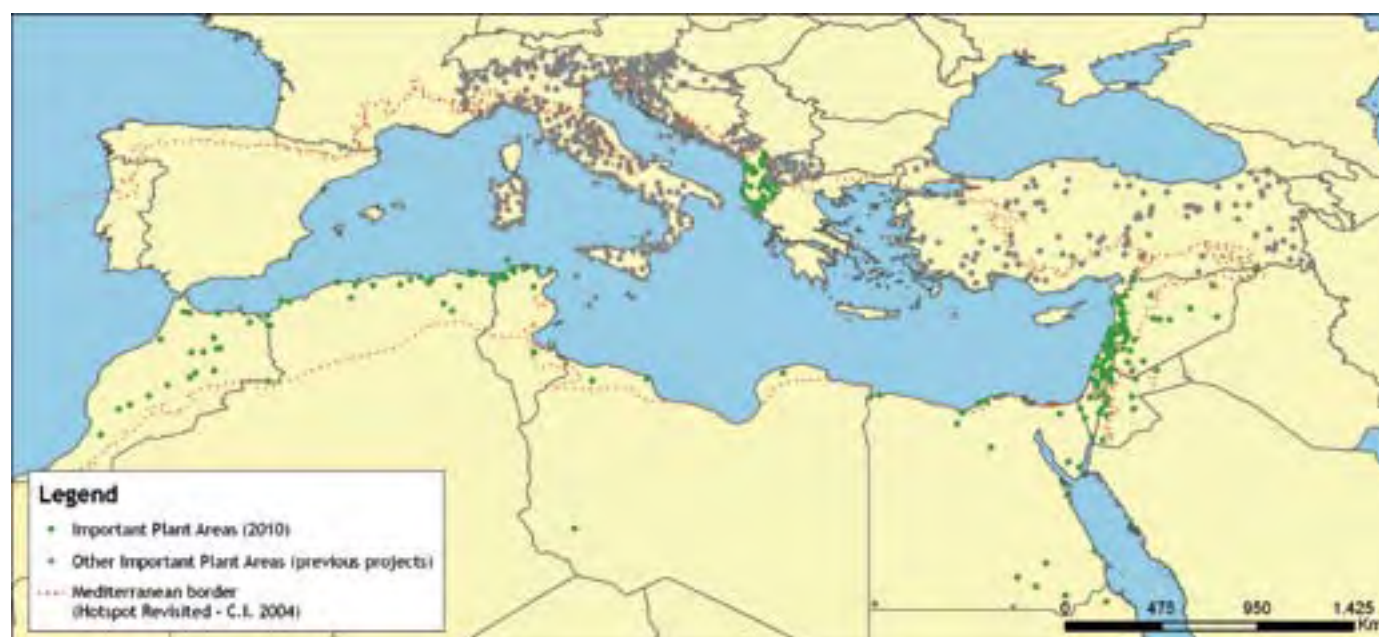 Legend
Important Plant Areas (2010)
Other Important Plant Areas (previous projects)
Mediterranean border
(Hotspot Revisited - C.I. 2004)
0 475 950 1.425
Km